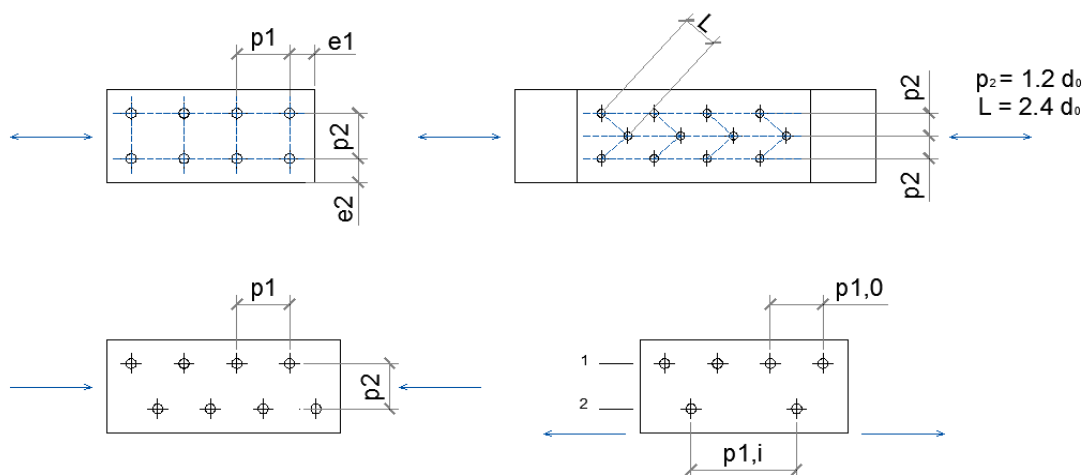 p1
e1
p2
e2
L
p2
p2
p₂ = 1.2 d₀
L = 2.4 d₀
p1
p2
p1,0
1
2
p1,i